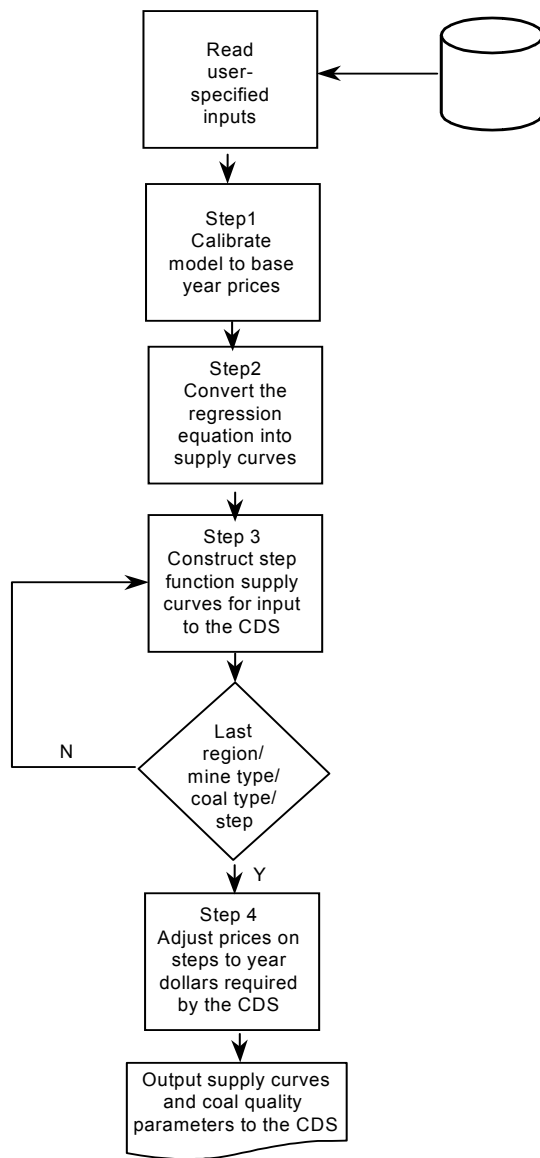 Read
user-
specified
inputs
Step1
Calibrate
model to base
year prices
Step2
Convert the
regression
equation into
supply curves
Step 3
Construct step
function supply
curves for input
to the CDS
Last
region/
mine type/
coal type/
step
N
Y
Step 4
Adjust prices on
steps to year
dollars required
by the CDS
Output supply curves
and coal quality
parameters to the CDS